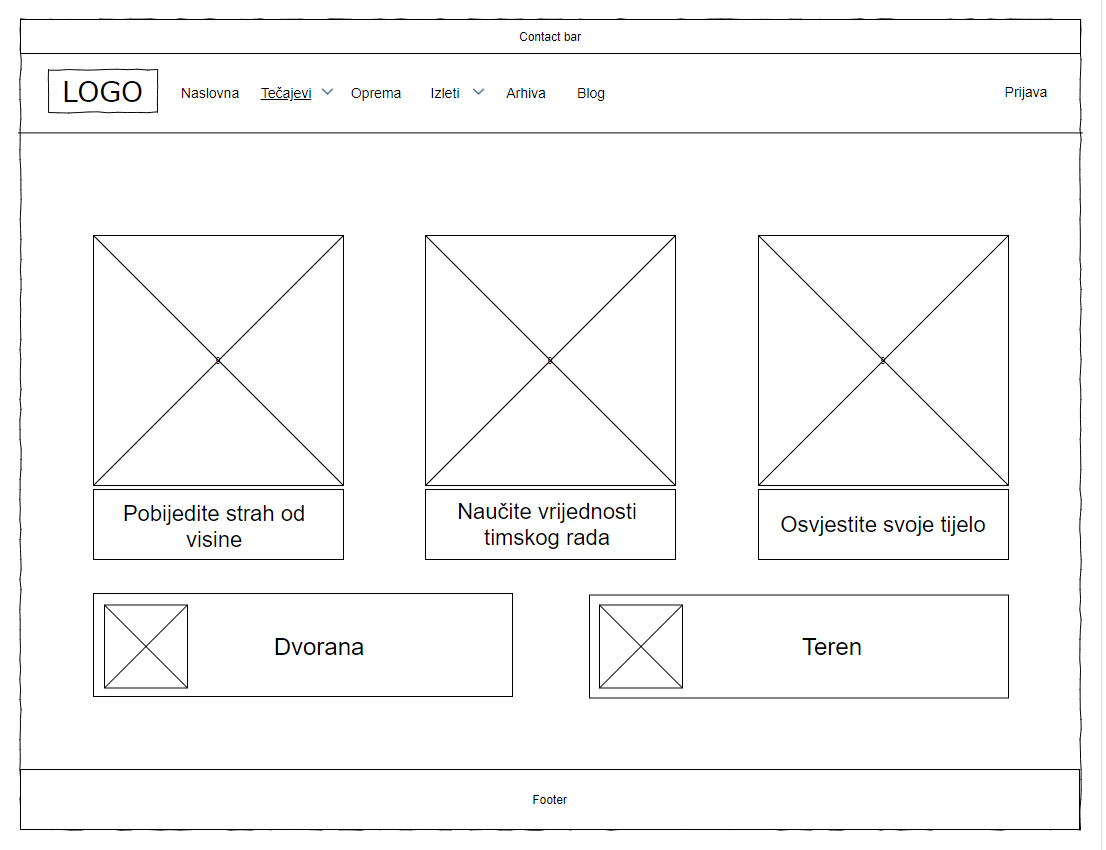 Contact bar
LOGO
Naslovna
Tečajevi
Oprema
Izleti
Arhiva
Blog
Prijava
Pobijedite strah od
visine
Naučite vrijednosti
timskog rada
Osvjestite svoje tijelo
Dvorana
Teren
Footer